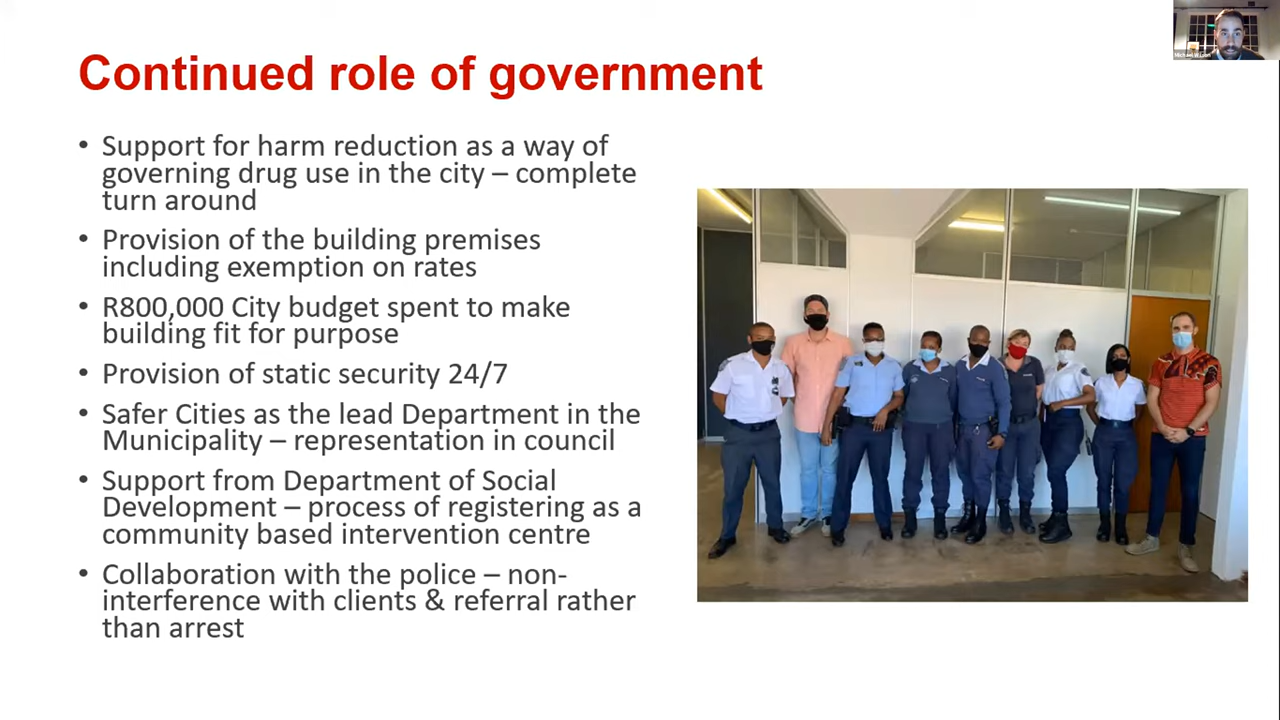 Continued role of government
• Support for harm reduction as a way of
governing drug use in the city – complete
turn around
• Provision of the building premises
including exemption on rates
• R800,000 City budget spent to make
building fit for purpose
• Provision of static security 24/7
• Safer Cities as the lead Department in the
Municipality – representation in council
• Support from Department of Social
Development – process of registering as a
community based intervention centre
• Collaboration with the police – non-
interference with clients & referral rather
than arrest